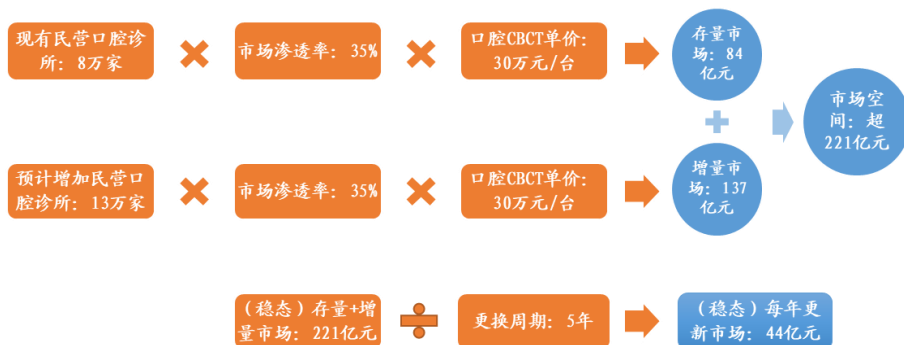 现有民营口腔诊
所：8万家
市场渗透率：35%
口腔CBCT单价：
30万元/台
存量市
场：84
亿元
市场空
间：超
221亿元
预计增加民营口
腔诊所：13万家
市场渗透率：35%
口腔CBCT单价：
30万元/台
增量市
场：137
亿元
（稳态）存量+增
量市场：221亿元
更换周期：5年
（稳态）每年更
新市场：44亿元